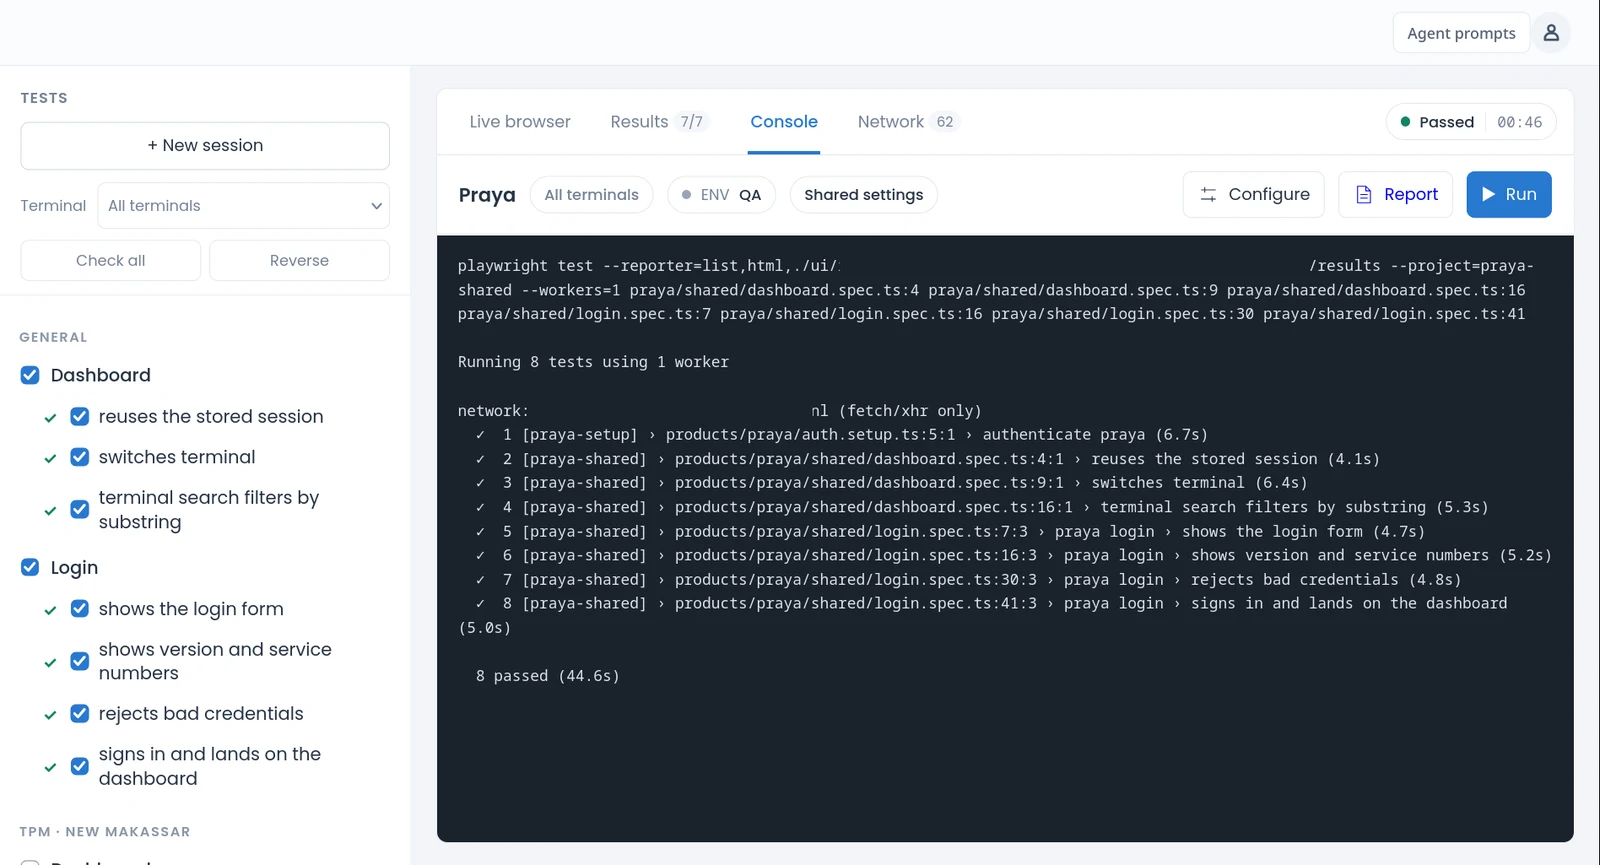 Agent prompts
TESTS
+ New session
Terminal
All terminals
Check all
Reverse
GENERAL
Dashboard
reuses the stored session
switches terminal
terminal search filters by
substring
Login
shows the login form
shows version and service
numbers
rejects bad credentials
signs in and lands on the
dashboard
TPM · NEW MAKASSAR
Live browser
Results 7/7
Console
Network 62
Passed 00:46
Praya
All terminals
ENV QA
Shared settings
Configure
Report
Run
playwright test --reporter=list,html,./ui/ /results --project=praya-
shared --workers=1 praya/shared/dashboard.spec.ts:4 praya/shared/dashboard.spec.ts:9 praya/shared/dashboard.spec.ts:16
praya/shared/login.spec.ts:7 praya/shared/login.spec.ts:16 praya/shared/login.spec.ts:30 praya/shared/login.spec.ts:41
Running 8 tests using 1 worker
network: nl (fetch/xhr only)
✓ 1 [praya-setup] › products/praya/auth.setup.ts:5:1 › authenticate praya (6.7s)
✓ 2 [praya-shared] › products/praya/shared/dashboard.spec.ts:4:1 › reuses the stored session (4.1s)
✓ 3 [praya-shared] › products/praya/shared/dashboard.spec.ts:9:1 › switches terminal (6.4s)
✓ 4 [praya-shared] › products/praya/shared/dashboard.spec.ts:16:1 › terminal search filters by substring (5.3s)
✓ 5 [praya-shared] › products/praya/shared/login.spec.ts:7:3 › praya login › shows the login form (4.7s)
✓ 6 [praya-shared] › products/praya/shared/login.spec.ts:16:3 › praya login › shows version and service numbers (5.2s)
✓ 7 [praya-shared] › products/praya/shared/login.spec.ts:30:3 › praya login › rejects bad credentials (4.8s)
✓ 8 [praya-shared] › products/praya/shared/login.spec.ts:41:3 › praya login › signs in and lands on the dashboard
(5.0s)
8 passed (44.6s)